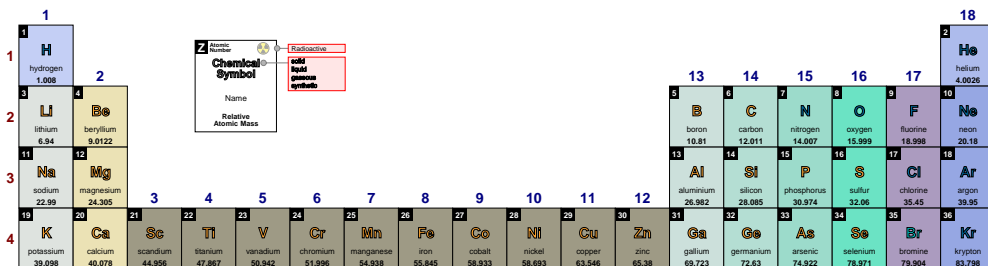 1 18
1
1 H hydrogen 1.008
Z Atomic Number
Chemical Symbol
Name
Relative Atomic Mass
Radioactive
solid
liquid
gaseous
synthetic
2 He helium 4.0026
2 13 14 15 16 17
2
3 Li lithium 6.94
4 Be beryllium 9.0122
5 B boron 10.81
6 C carbon 12.011
7 N nitrogen 14.007
8 O oxygen 15.999
9 F fluorine 18.998
10 Ne neon 20.18
3
11 Na sodium 22.99
12 Mg magnesium 24.305
13 Al aluminium 26.982
14 Si silicon 28.085
15 P phosphorus 30.974
16 S sulfur 32.06
17 Cl chlorine 35.45
18 Ar argon 39.95
3 4 5 6 7 8 9 10 11 12
4
19 K potassium 39.098
20 Ca calcium 40.078
21 Sc scandium 44.956
22 Ti titanium 47.867
23 V vanadium 50.942
24 Cr chromium 51.996
25 Mn manganese 54.938
26 Fe iron 55.845
27 Co cobalt 58.933
28 Ni nickel 58.693
29 Cu copper 63.546
30 Zn zinc 65.38
31 Ga gallium 69.723
32 Ge germanium 72.63
33 As arsenic 74.922
34 Se selenium 78.971
35 Br bromine 79.904
36 Kr krypton 83.798